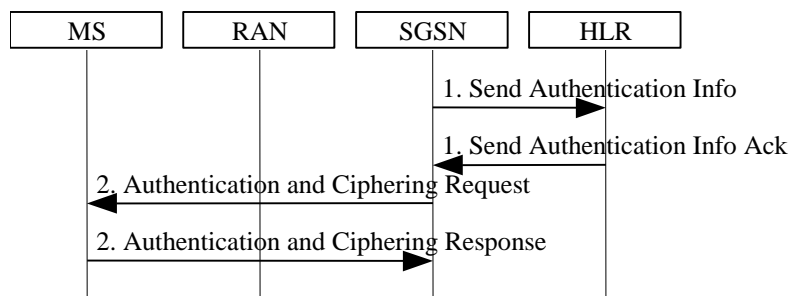 MS RAN SGSN HLR
1. Send Authentication Info
1. Send Authentication Info Ack
2. Authentication and Ciphering Request
2. Authentication and Ciphering Response